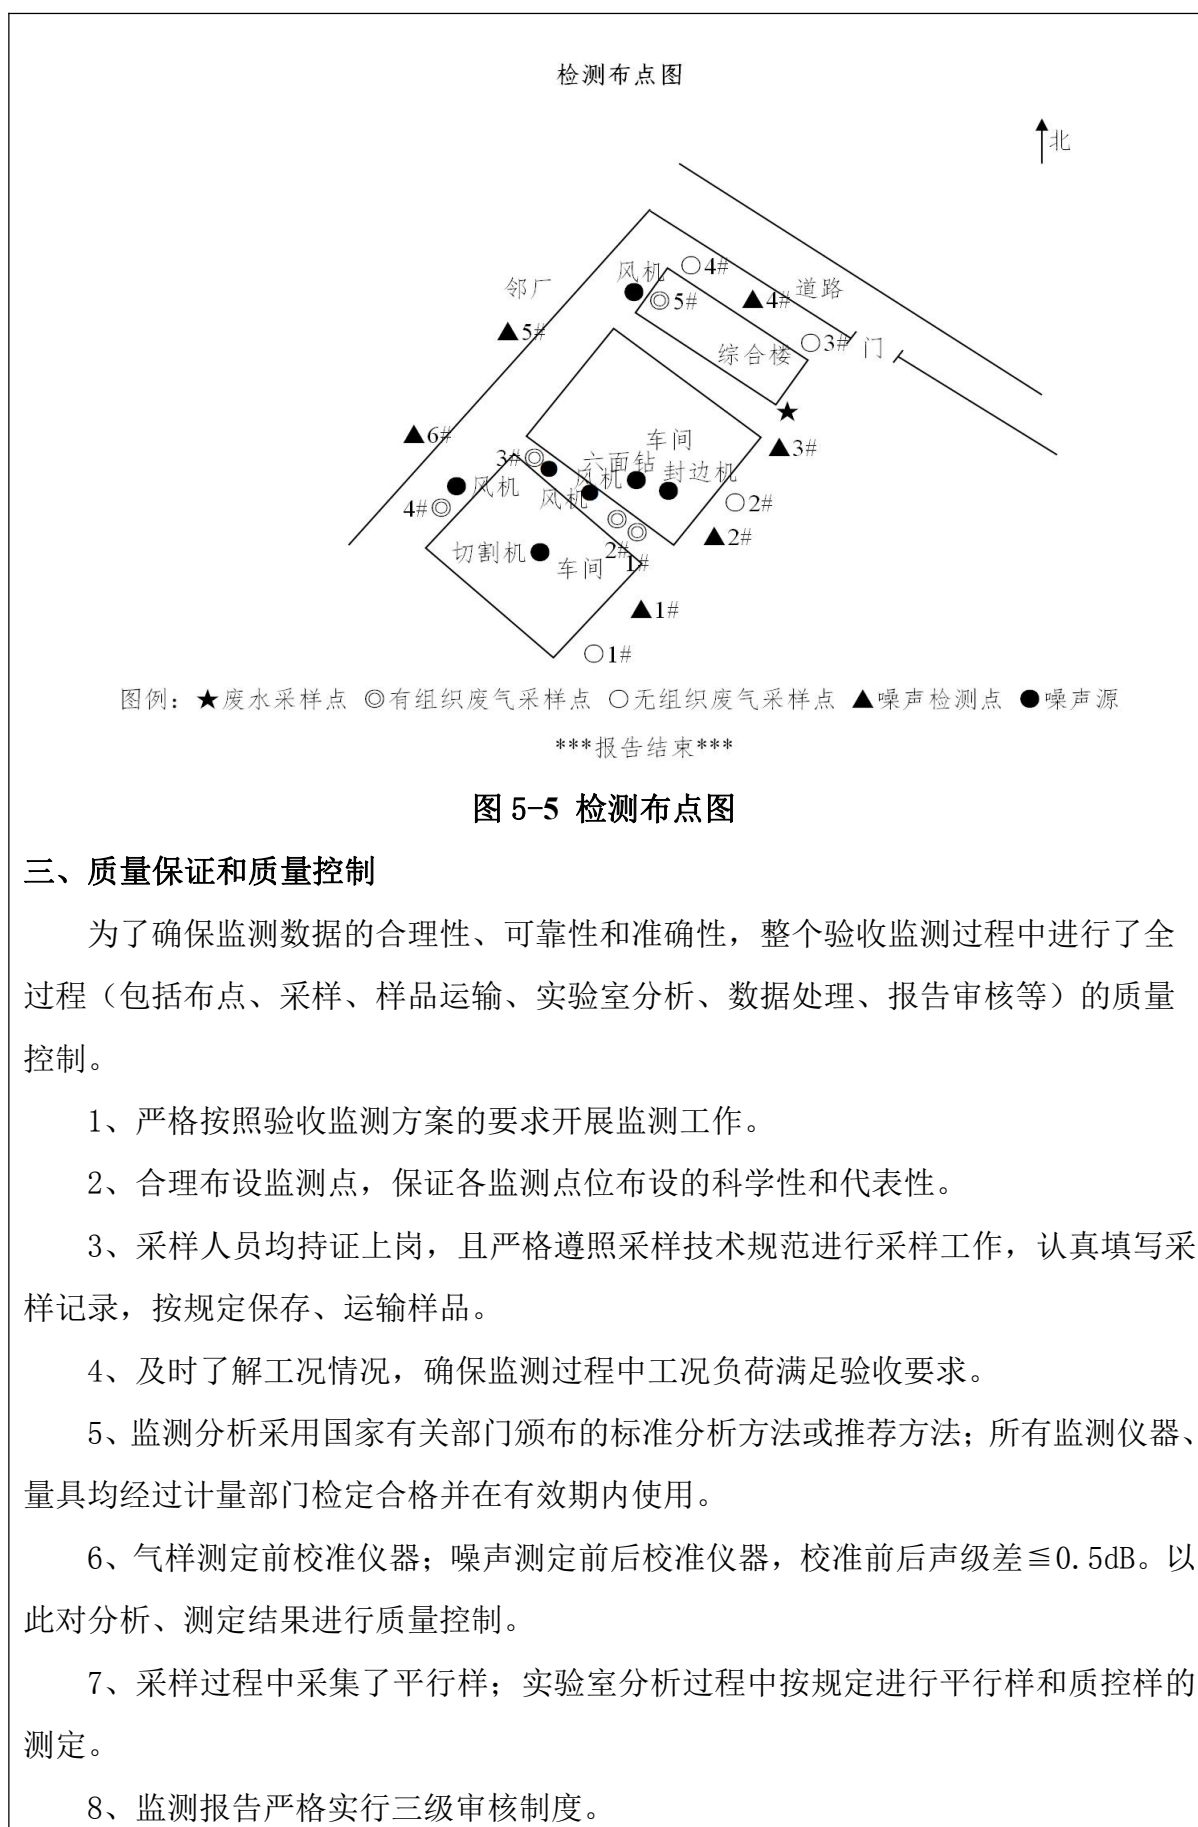 检测布点图
北
风机
○4#
邻厂
◎5#
▲4#
道路
▲5#
综合楼
○3#
门
★
▲6#
车间
▲3#
3#◎
六面钻
风机
封边机
风机
风机
4#◎
○2#
2#
1#
▲2#
切割机
车间
▲1#
○1#
图例：★废水采样点 ◎有组织废气采样点 ○无组织废气采样点 ▲噪声检测点 ●噪声源
***报告结束***
图 5-5 检测布点图
三、质量保证和质量控制
为了确保监测数据的合理性、可靠性和准确性，整个验收监测过程中进行了全
过程（包括布点、采样、样品运输、实验室分析、数据处理、报告审核等）的质量
控制。
1、严格按照验收监测方案的要求开展监测工作。
2、合理布设监测点，保证各监测点位布设的科学性和代表性。
3、采样人员均持证上岗，且严格遵照采样技术规范进行采样工作，认真填写采
样记录，按规定保存、运输样品。
4、及时了解工况情况，确保监测过程中工况负荷满足验收要求。
5、监测分析采用国家有关部门颁布的标准分析方法或推荐方法；所有监测仪器、
量具均经过计量部门检定合格并在有效期内使用。
6、气样测定前校准仪器；噪声测定前后校准仪器，校准前后声级差≦0.5dB。以
此对分析、测定结果进行质量控制。
7、采样过程中采集了平行样；实验室分析过程中按规定进行平行样和质控样的
测定。
8、监测报告严格实行三级审核制度。